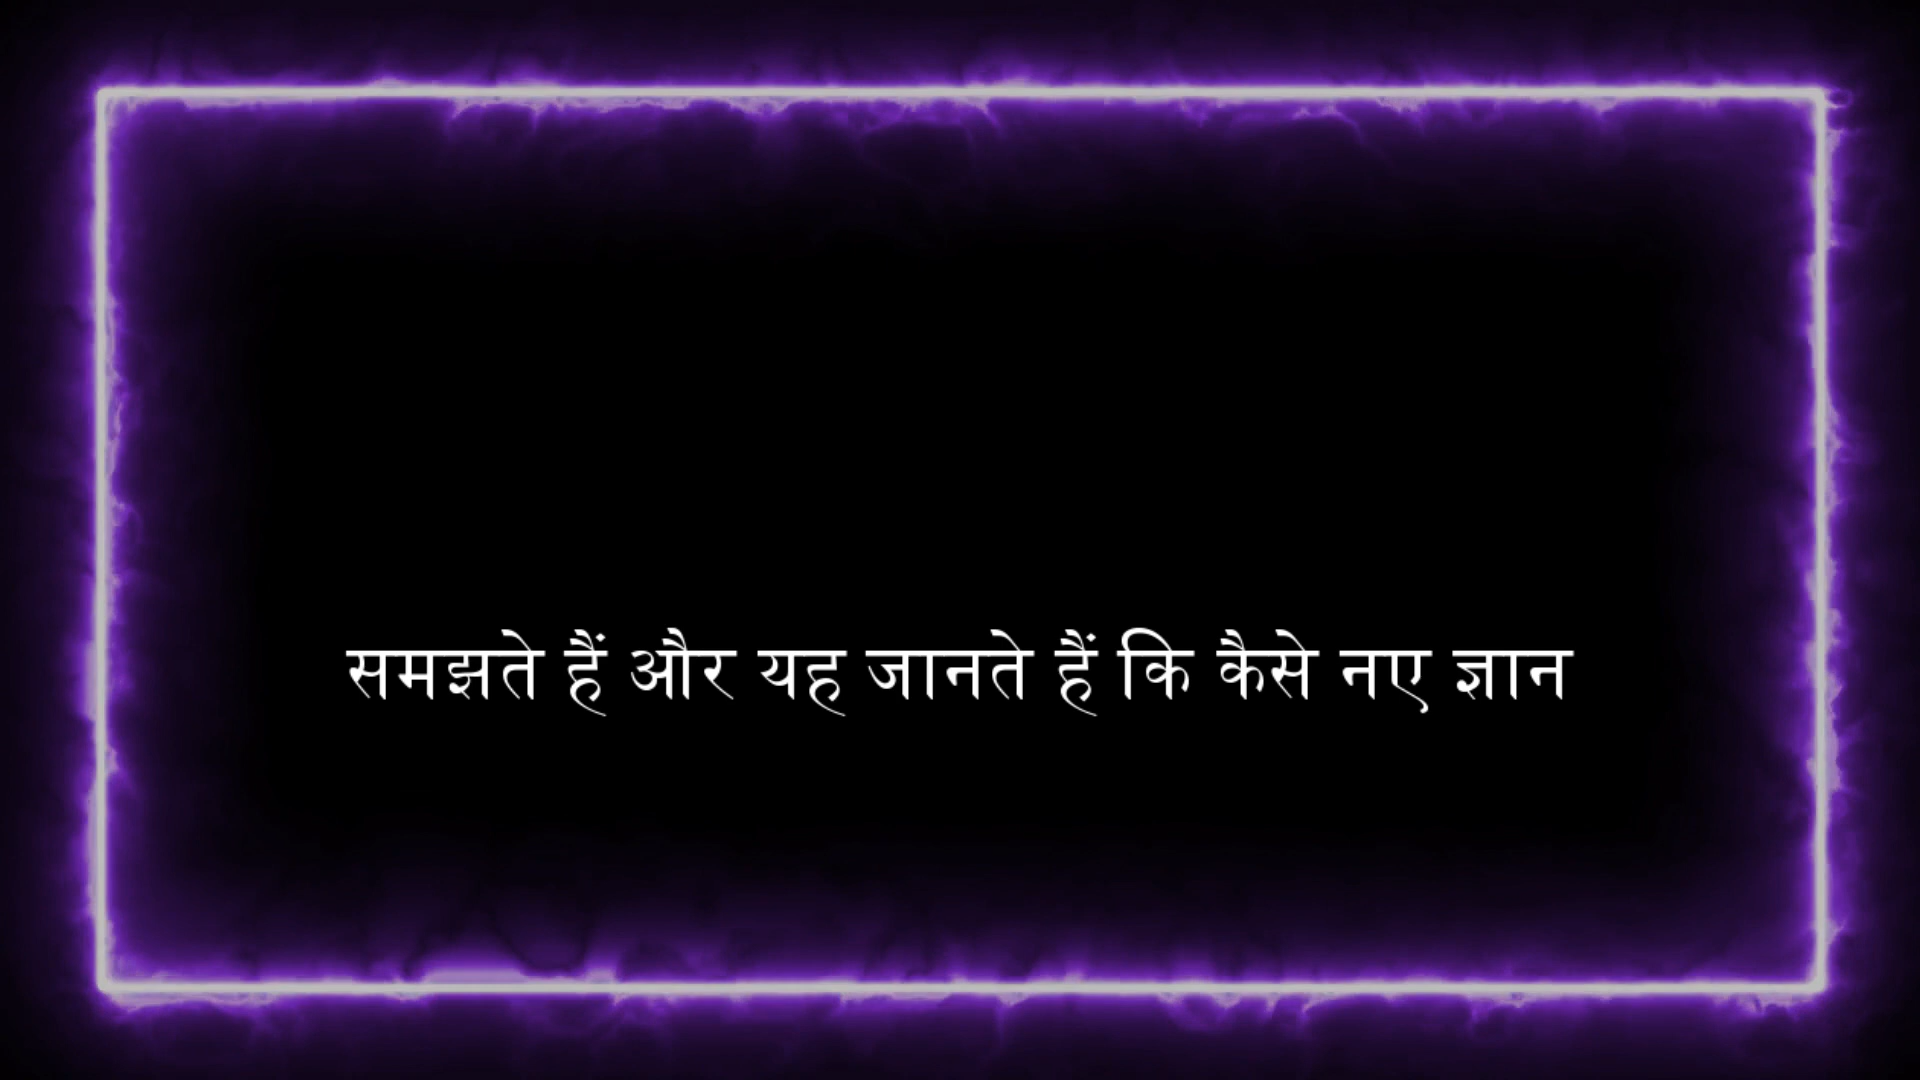 समझते हैं और यह जानते हैं कि कैसे नए ज्ञान